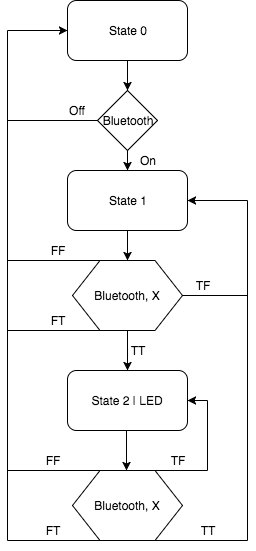 State 0
Off
Bluetooth
On
State 1
FF
Bluetooth, X
TF
FT
TT
State 2 | LED
FF
TF
Bluetooth, X
FT
TT